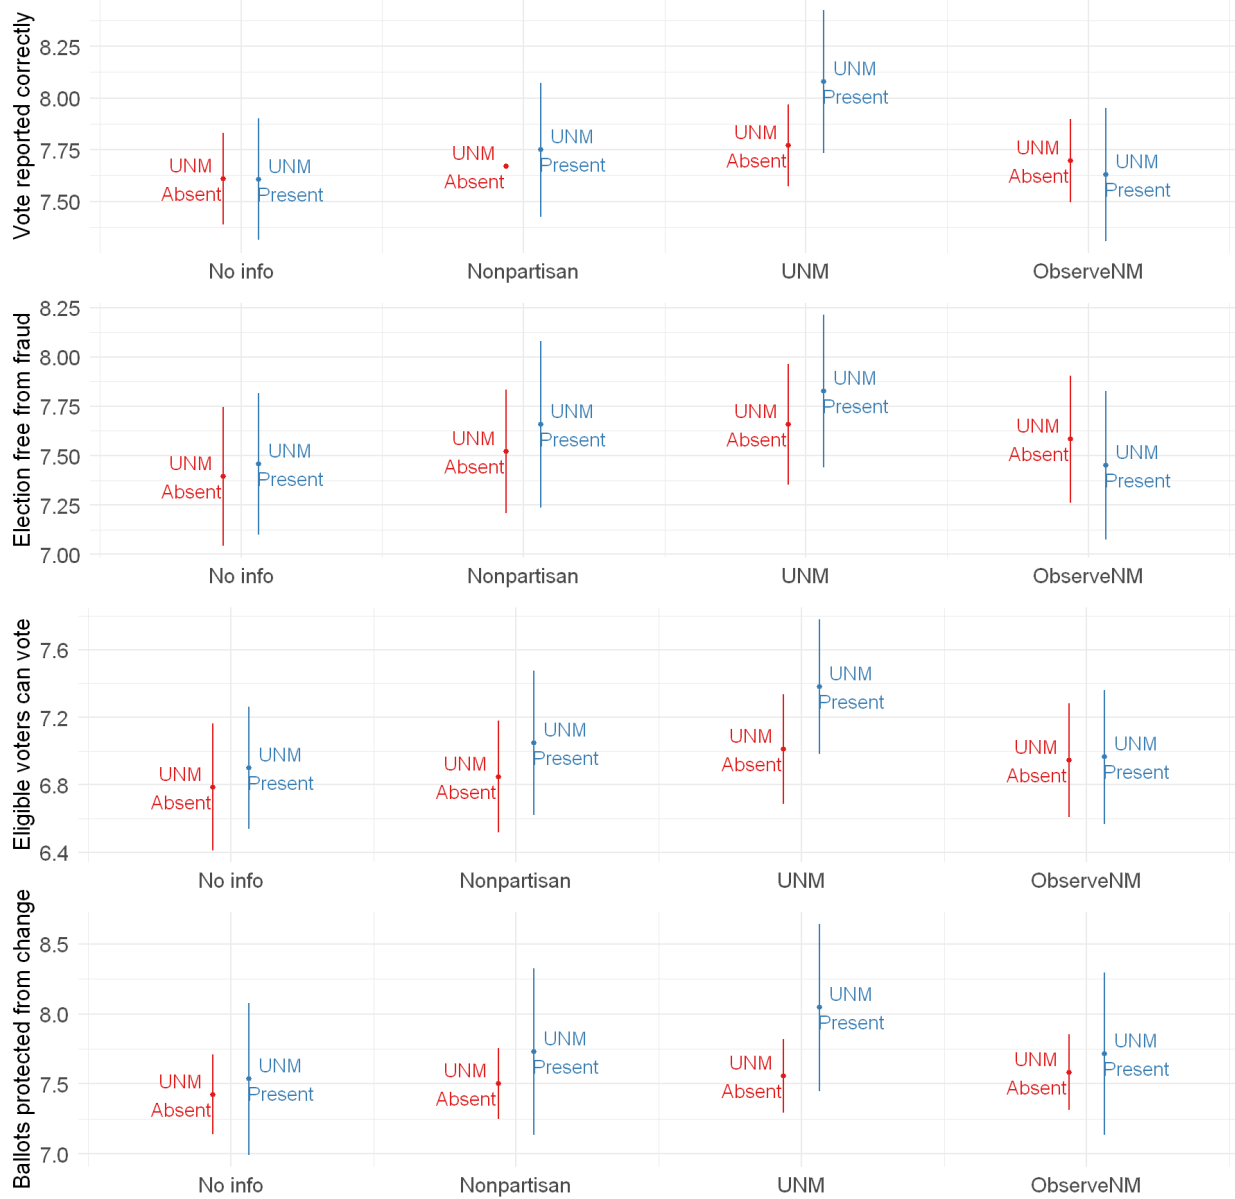 Vote reported correctly
8.25
8.00
7.75
7.50
UNM
Absent
UNM
Present
UNM
Absent
UNM
Present
UNM
Absent
UNM
Present
UNM
Absent
UNM
Present
No info
Nonpartisan
UNM
ObserveNM
Election free from fraud
8.25
8.00
7.75
7.50
7.25
7.00
UNM
Absent
UNM
Present
UNM
Absent
UNM
Present
UNM
Absent
UNM
Present
UNM
Absent
UNM
Present
No info
Nonpartisan
UNM
ObserveNM
Eligible voters can vote
7.6
7.2
6.8
6.4
UNM
Absent
UNM
Present
UNM
Absent
UNM
Present
UNM
Absent
UNM
Present
UNM
Absent
UNM
Present
No info
Nonpartisan
UNM
ObserveNM
Ballots protected from change
8.5
8.0
7.5
7.0
UNM
Absent
UNM
Present
UNM
Absent
UNM
Present
UNM
Absent
UNM
Present
UNM
Absent
UNM
Present
No info
Nonpartisan
UNM
ObserveNM